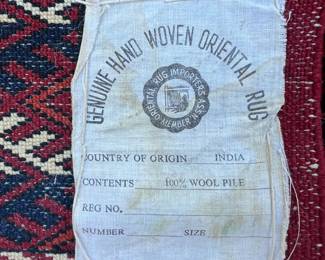 GENUINE HAND WOVEN ORIENTAL RUG
ORIENTAL RUG IMPORTERS ASS'N.
MEMBER
COUNTRY OF ORIGIN INDIA
CONTENTS 100% WOOL PILE
REG NO.
NUMBER SIZE